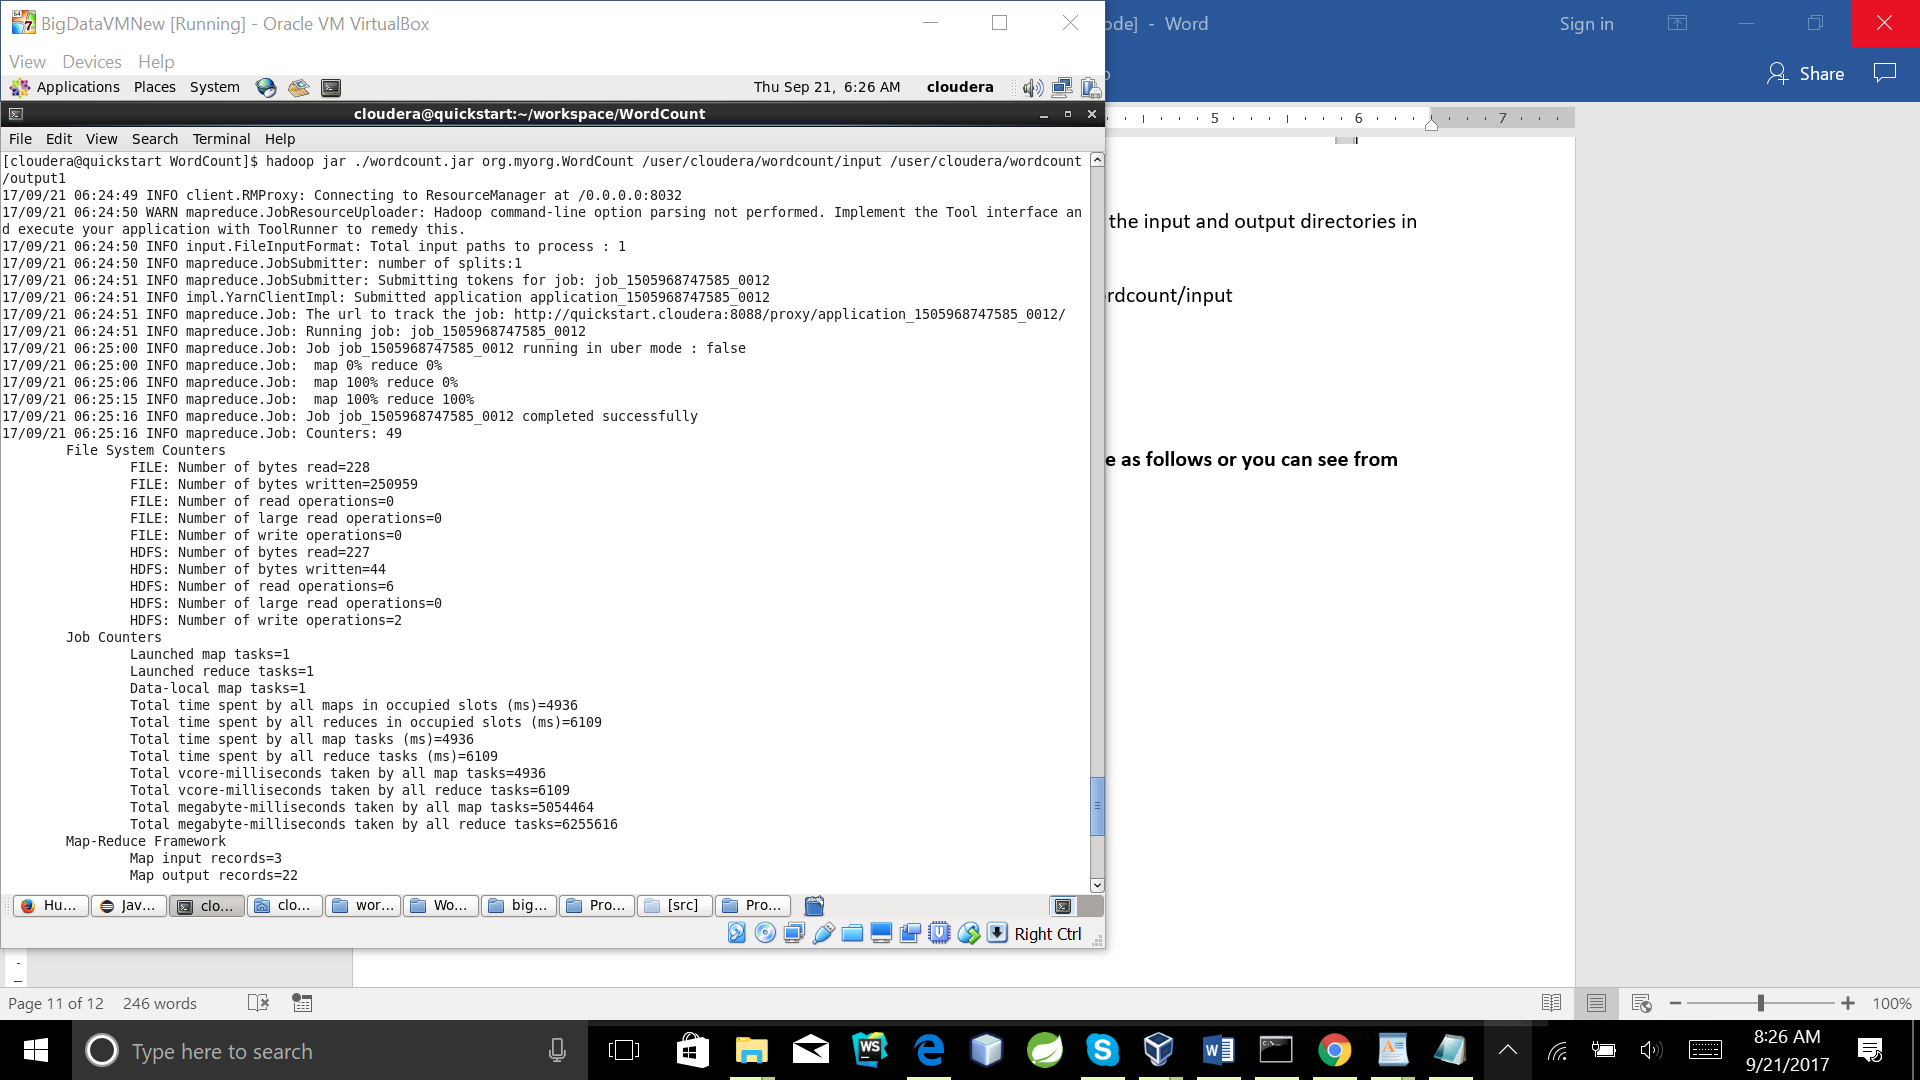 BigDataVMNew [Running] - Oracle VM VirtualBox
ode] - Word
Sign in
View Devices Help
Share
Applications Places System
Thu Sep 21, 6:26 AM cloudera
cloudera@quickstart:~/workspace/WordCount
5 6 7
File Edit View Search Terminal Help
[cloudera@quickstart WordCount]$ hadoop jar ./wordcount.jar org.myorg.WordCount /user/cloudera/wordcount/input /user/cloudera/wordcount
/output1
17/09/21 06:24:49 INFO client.RMProxy: Connecting to ResourceManager at /0.0.0.0:8032
17/09/21 06:24:50 WARN mapreduce.JobResourceUploader: Hadoop command-line option parsing not performed. Implement the Tool interface an
d execute your application with ToolRunner to remedy this.
17/09/21 06:24:50 INFO input.FileInputFormat: Total input paths to process : 1
17/09/21 06:24:50 INFO mapreduce.JobSubmitter: number of splits:1
17/09/21 06:24:51 INFO mapreduce.JobSubmitter: Submitting tokens for job: job_1505968747585_0012
17/09/21 06:24:51 INFO impl.YarnClientImpl: Submitted application application_1505968747585_0012
17/09/21 06:24:51 INFO mapreduce.Job: The url to track the job: http://quickstart.cloudera:8088/proxy/application_1505968747585_0012/
17/09/21 06:24:51 INFO mapreduce.Job: Running job: job_1505968747585_0012
17/09/21 06:25:00 INFO mapreduce.Job: Job job_1505968747585_0012 running in uber mode : false
17/09/21 06:25:00 INFO mapreduce.Job:  map 0% reduce 0%
17/09/21 06:25:06 INFO mapreduce.Job:  map 100% reduce 0%
17/09/21 06:25:15 INFO mapreduce.Job:  map 100% reduce 100%
17/09/21 06:25:16 INFO mapreduce.Job: Job job_1505968747585_0012 completed successfully
17/09/21 06:25:16 INFO mapreduce.Job: Counters: 49
File System Counters
FILE: Number of bytes read=228
FILE: Number of bytes written=250959
FILE: Number of read operations=0
FILE: Number of large read operations=0
FILE: Number of write operations=0
HDFS: Number of bytes read=227
HDFS: Number of bytes written=44
HDFS: Number of read operations=6
HDFS: Number of large read operations=0
HDFS: Number of write operations=2
Job Counters
Launched map tasks=1
Launched reduce tasks=1
Data-local map tasks=1
Total time spent by all maps in occupied slots (ms)=4936
Total time spent by all reduces in occupied slots (ms)=6109
Total time spent by all map tasks (ms)=4936
Total time spent by all reduce tasks (ms)=6109
Total vcore-milliseconds taken by all map tasks=4936
Total vcore-milliseconds taken by all reduce tasks=6109
Total megabyte-milliseconds taken by all map tasks=5054464
Total megabyte-milliseconds taken by all reduce tasks=6255616
Map-Reduce Framework
Map input records=3
Map output records=22
the input and output directories in
rdcount/input
e as follows or you can see from
Hu... Jav... clo... clo... wor... Wo... big... Pro... [src] Pro...
Right Ctrl
Page 11 of 12 246 words
100%
Type here to search
8:26 AM
9/21/2017